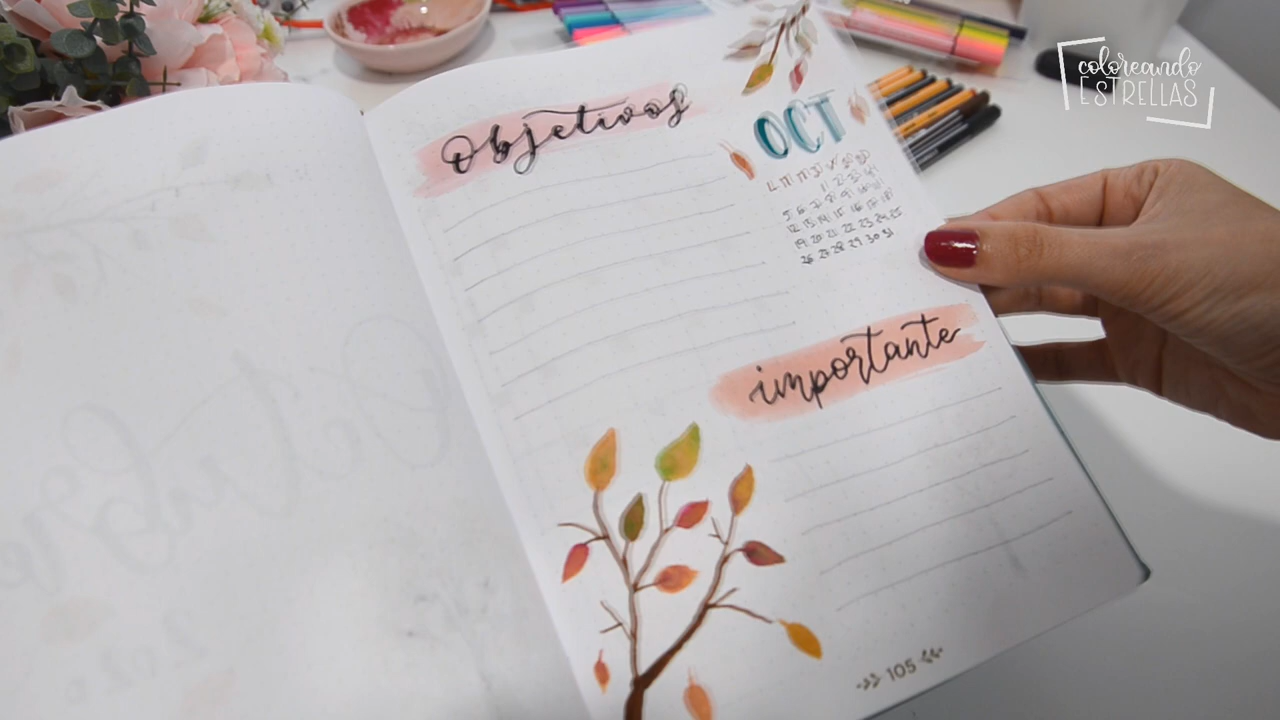 coloreando
ESTRELLAS
Objetivos
OCT
L M M J V
1 2 3 4
5 6 7 8 9 10 11
12 13 14 15 16 17 18
19 20 21 22 23 24 25
26 27 28 29 30 31
importante
105